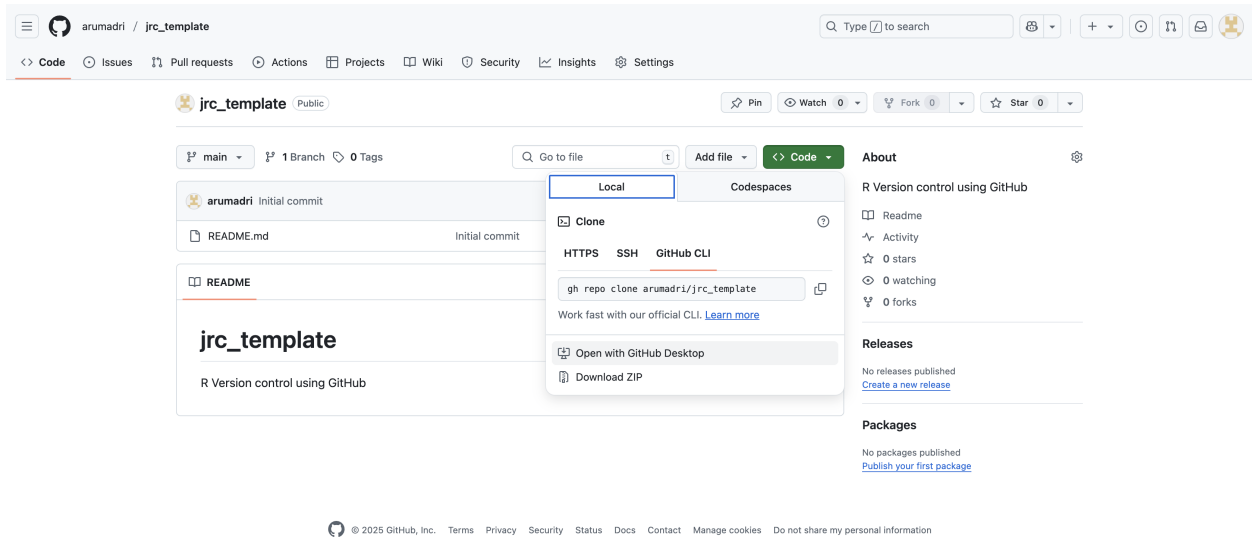 arumadri / jrc_template
Type / to search
Code Issues Pull requests Actions Projects Wiki Security Insights Settings
jrc_template Public
Pin Watch 0 Fork 0 Star 0
main 1 Branch 0 Tags
Go to file t Add file Code
Local Codespaces
arumadri Initial commit
README.md Initial commit
Clone
HTTPS SSH GitHub CLI
gh repo clone arumadri/jrc_template
Work fast with our official CLI. Learn more
Open with GitHub Desktop
Download ZIP
README
jrc_template
R Version control using GitHub
About
R Version control using GitHub
Readme
Activity
0 stars
0 watching
0 forks
Releases
No releases published
Create a new release
Packages
No packages published
Publish your first package
© 2025 GitHub, Inc. Terms Privacy Security Status Docs Contact Manage cookies Do not share my personal information